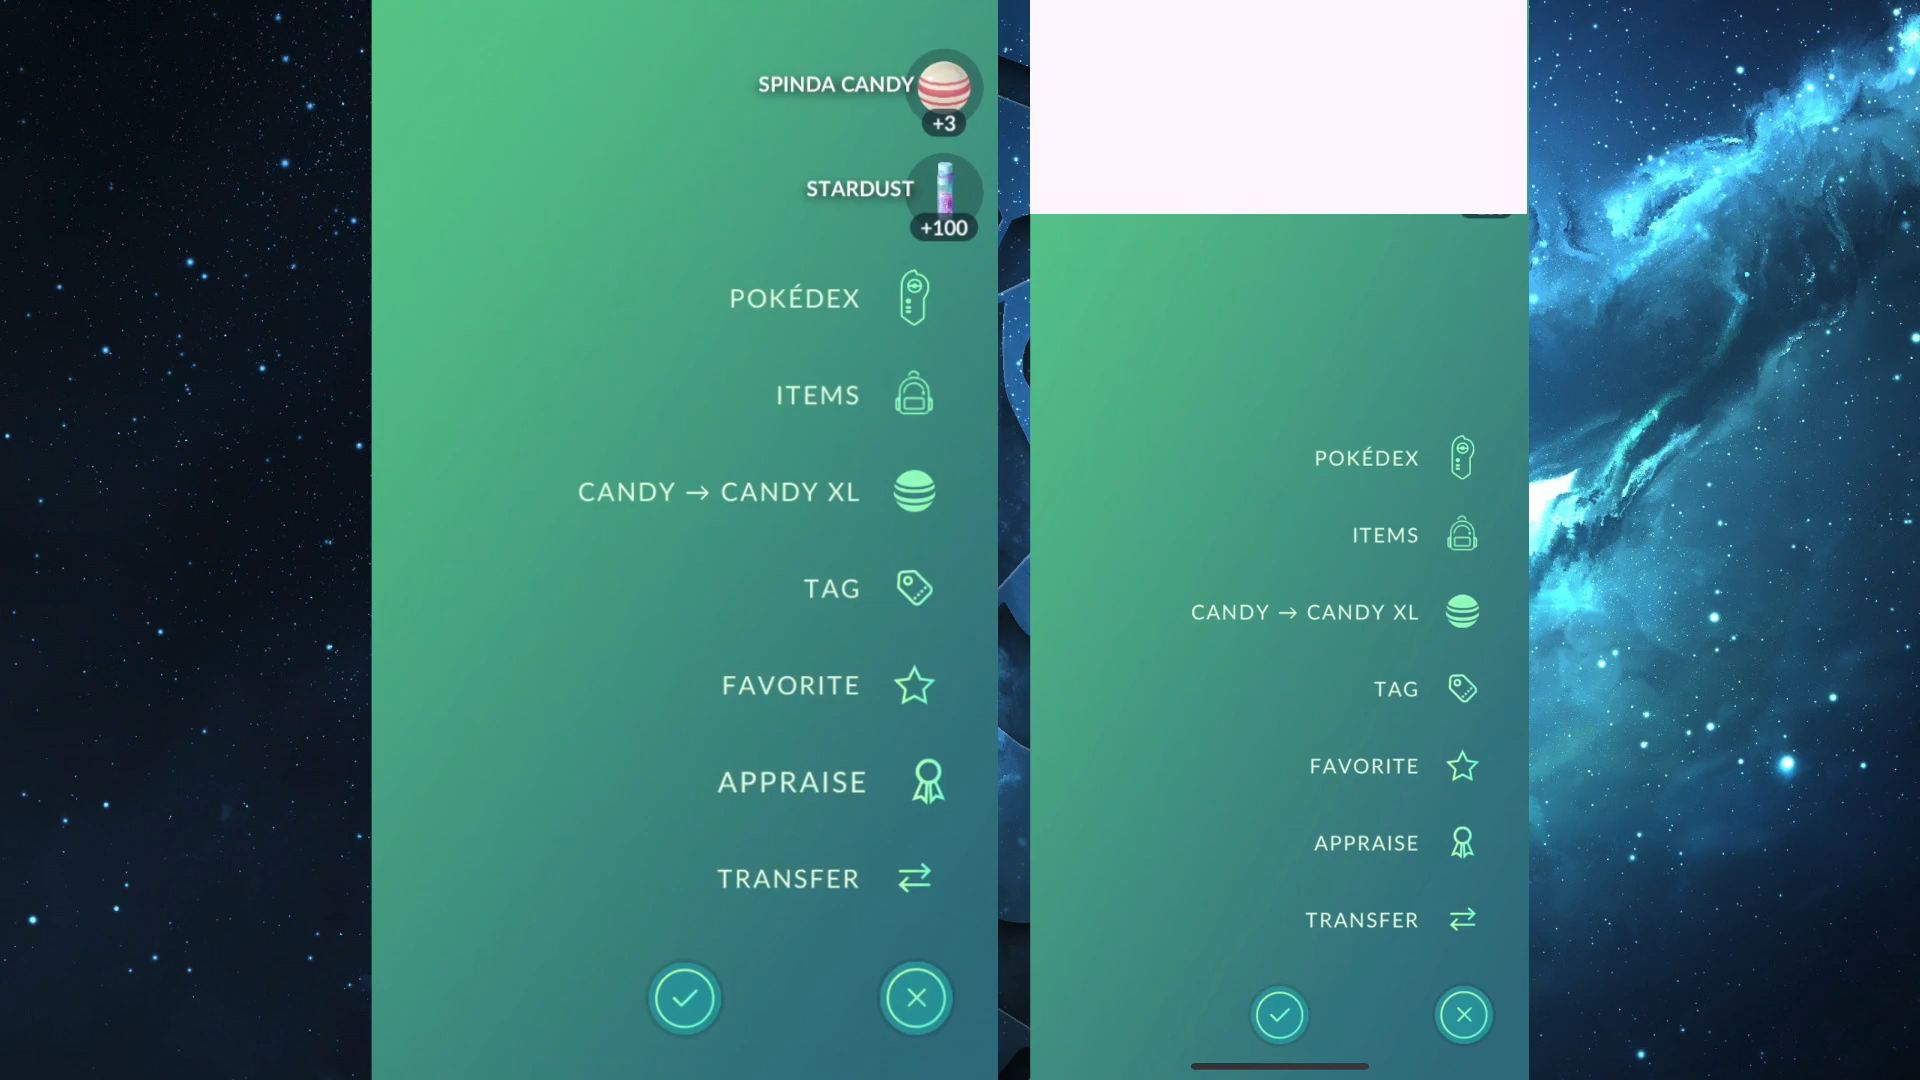 SPINDA CANDY
+3
STARDUST
+100
POKÉDEX
ITEMS
CANDY → CANDY XL
TAG
FAVORITE
APPRAISE
TRANSFER
POKÉDEX
ITEMS
CANDY → CANDY XL
TAG
FAVORITE
APPRAISE
TRANSFER